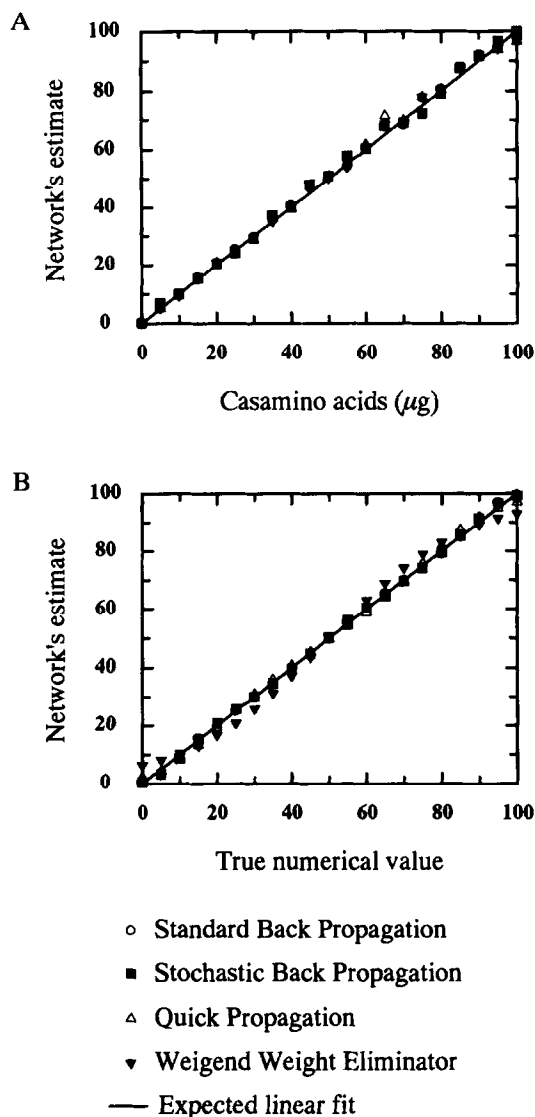 A
100
80
60
40
20
0
Network's estimate
0 20 40 60 80 100
Casamino acids (µg)
B
100
80
60
40
20
0
Network's estimate
0 20 40 60 80 100
True numerical value
Standard Back Propagation
Stochastic Back Propagation
Quick Propagation
Weigend Weight Eliminator
Expected linear fit